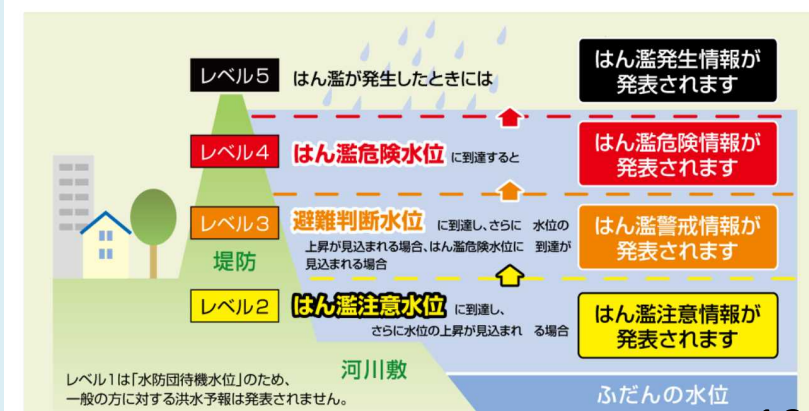 レベル5 はん濫が発生したときには
はん濫発生情報が
発表されます
レベル4 はん濫危険水位 に到達すると
はん濫危険情報が
発表されます
レベル3 避難判断水位 に到達し、さらに 水位の
上昇が見込まれる場合、はん濫危険水位に 到達が
見込まれる場合
はん濫警戒情報が
発表されます
堤防
レベル2 はん濫注意水位 に到達し、
さらに水位の上昇が見込まれ る場合
はん濫注意情報が
発表されます
河川敷
レベル1は「水防団待機水位」のため、
一般の方に対する洪水予報は発表されません。
ふだんの水位